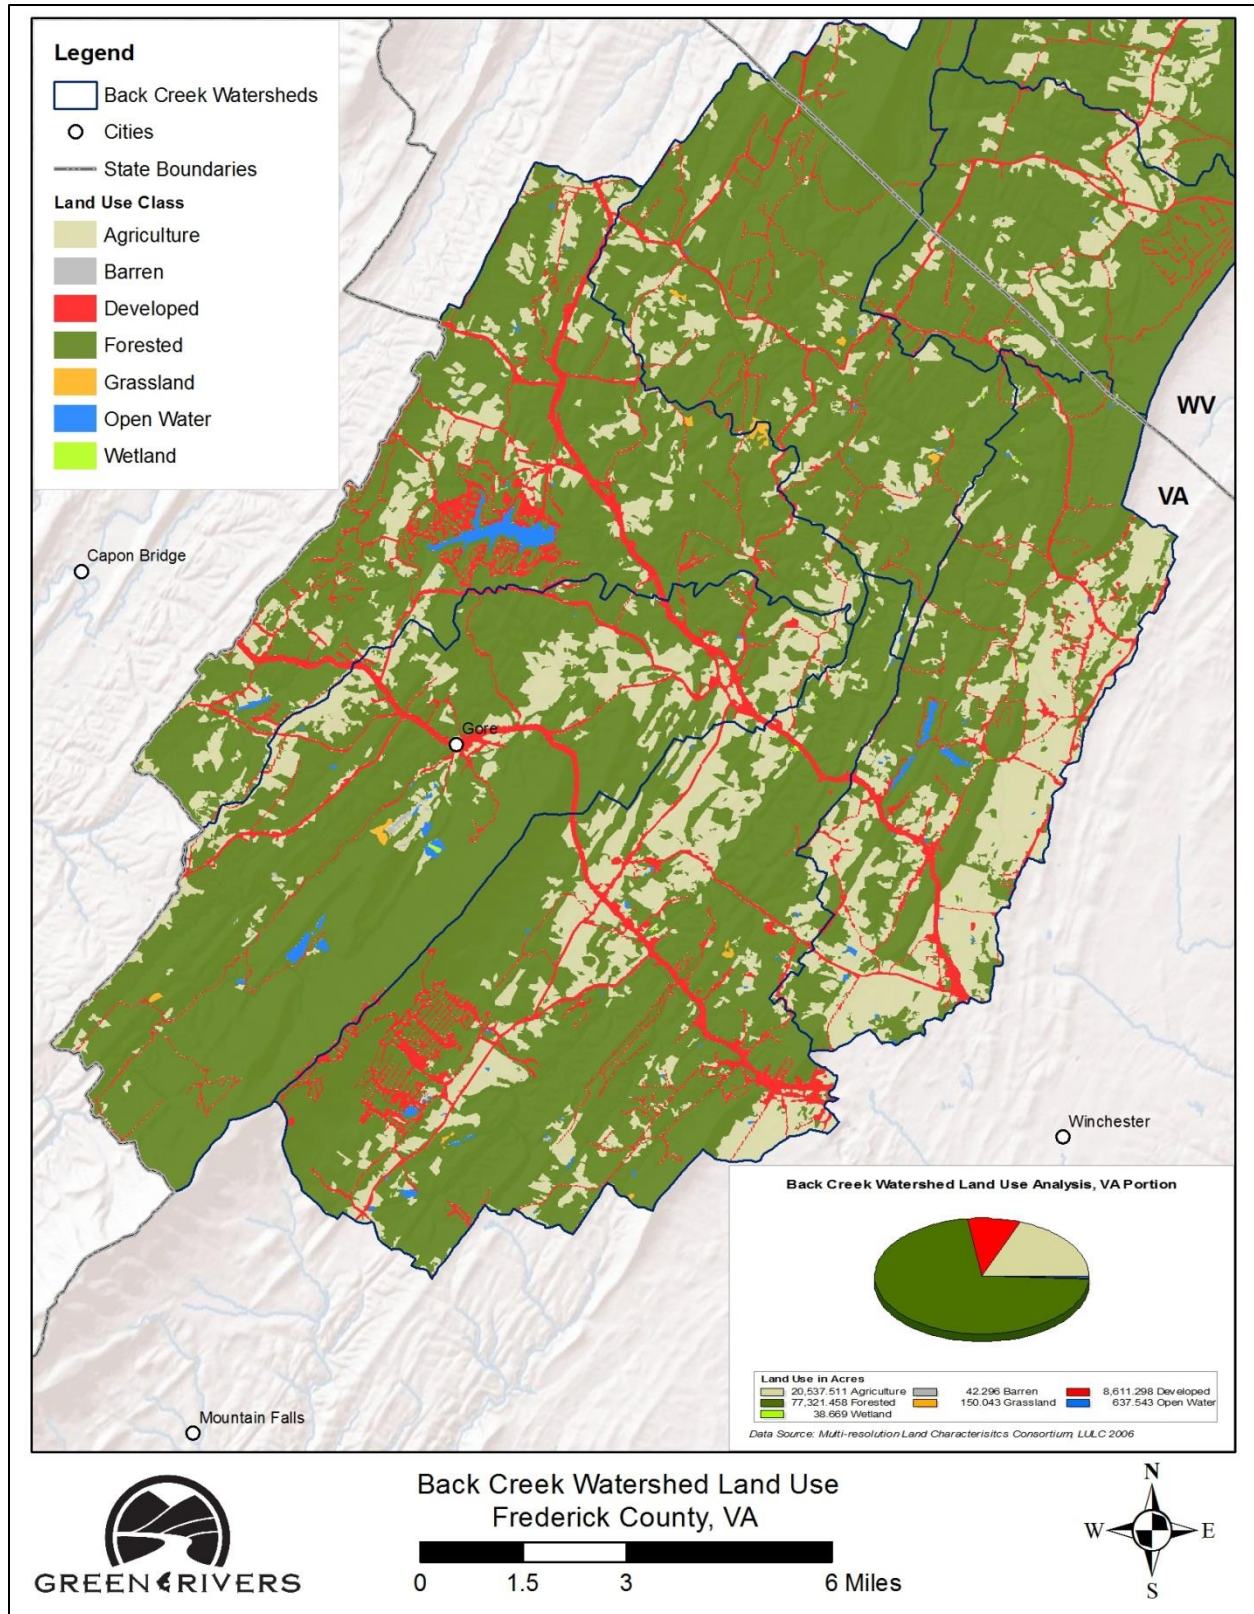 Legend
Back Creek Watersheds
Cities
State Boundaries
Land Use Class
Agriculture
Barren
Developed
Forested
Grassland
Open Water
Wetland
WV
VA
Capon Bridge
Gore
Winchester
Mountain Falls
Back Creek Watershed Land Use Analysis, VA Portion
Land Use in Acres
20,537.511 Agriculture 42.296 Barren 8,611.298 Developed
77,321.458 Forested 150.043 Grassland 637.543 Open Water
38.669 Wetland
Data Source: Multi-resolution Land Characterisitcs Consortium, LULC 2006
GREEN RIVERS
Back Creek Watershed Land Use
Frederick County, VA
0 1.5 3 6 Miles
N
W E
S